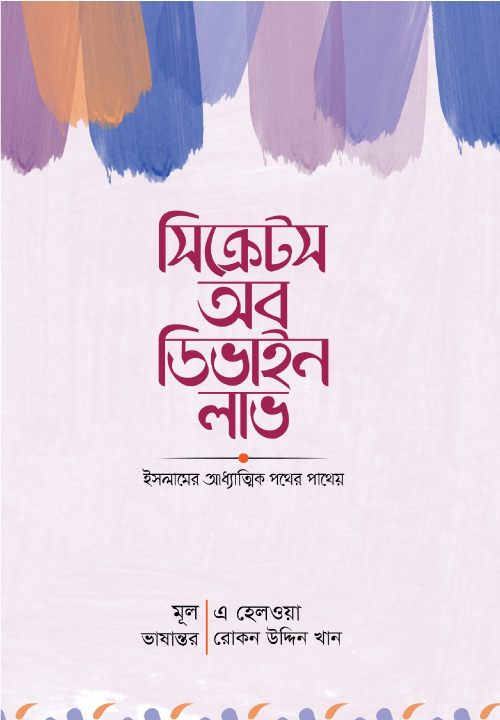 সিক্রেটস
অব
ডিভাইন
লাভ
ইসলামের আধ্যাত্মিক পথের পাথেয়
মূল এ হেলওয়া
ভাষান্তর রোকন উদ্দিন খান